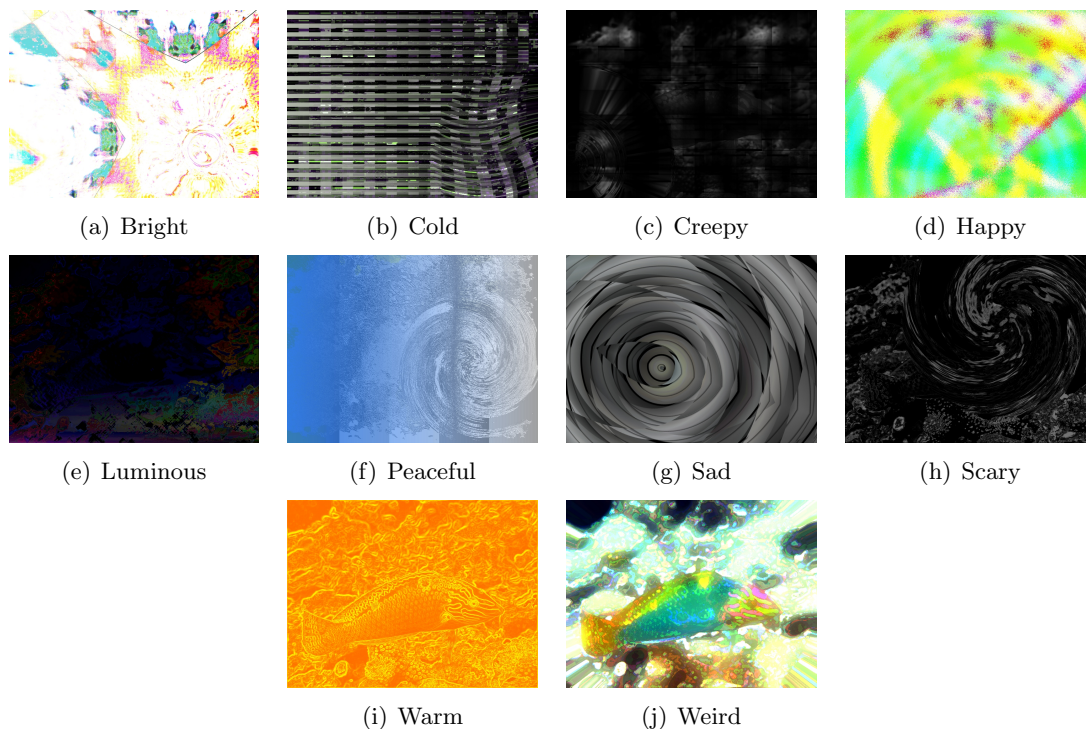 (a) Bright
(b) Cold
(c) Creepy
(d) Happy
(e) Luminous
(f) Peaceful
(g) Sad
(h) Scary
(i) Warm
(j) Weird